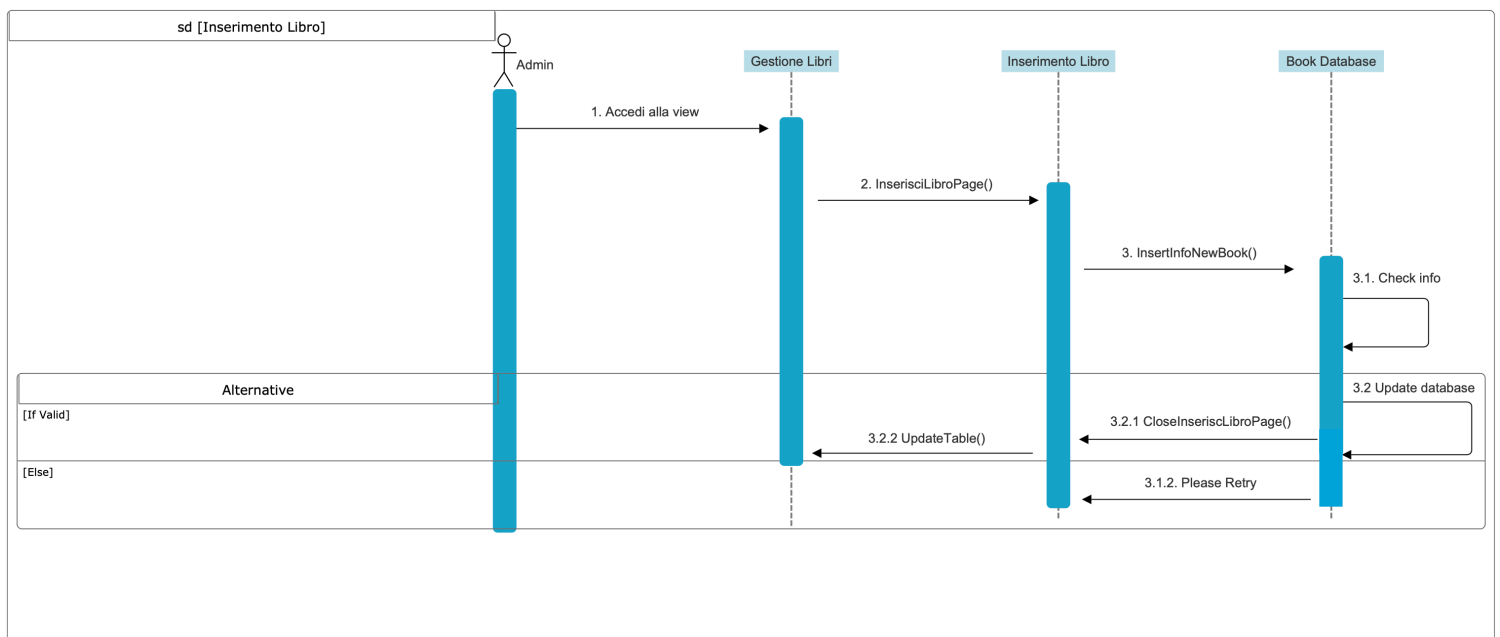 sd [Inserimento Libro]
Admin
Gestione Libri
Inserimento Libro
Book Database
1. Accedi alla view
2. InserisciLibroPage()
3. InsertInfoNewBook()
3.1. Check info
Alternative
3.2 Update database
[If Valid]
3.2.1 CloseInseriscLibroPage()
3.2.2 UpdateTable()
[Else]
3.1.2. Please Retry